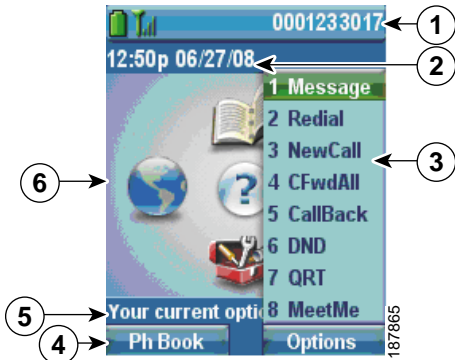 0001233017
1
12:50p 06/27/08
2
1 Message
2 Redial
3 NewCall
3
4 CFwdAll
5 CallBack
6 DND
7 QRT
8 MeetMe
6
?
5
Your current optio
4
Ph Book
Options
187865